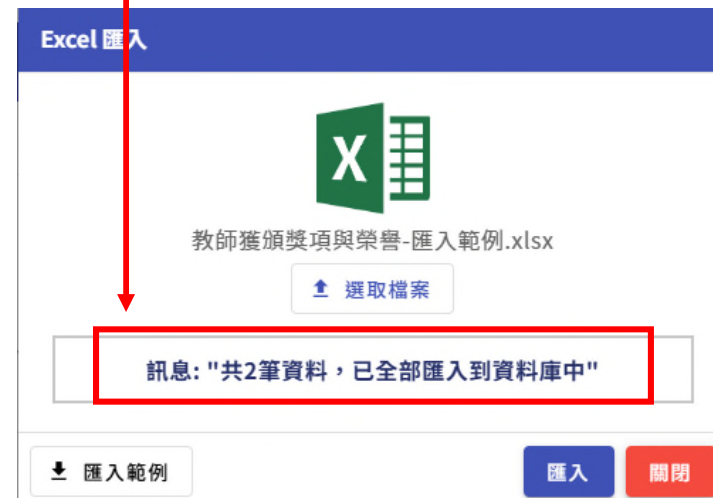 Excel 匯入
X
教師獲頒獎項與榮譽-匯入範例.xlsx
選取檔案
訊息: "共2筆資料，已全部匯入到資料庫中"
匯入範例
匯入
關閉